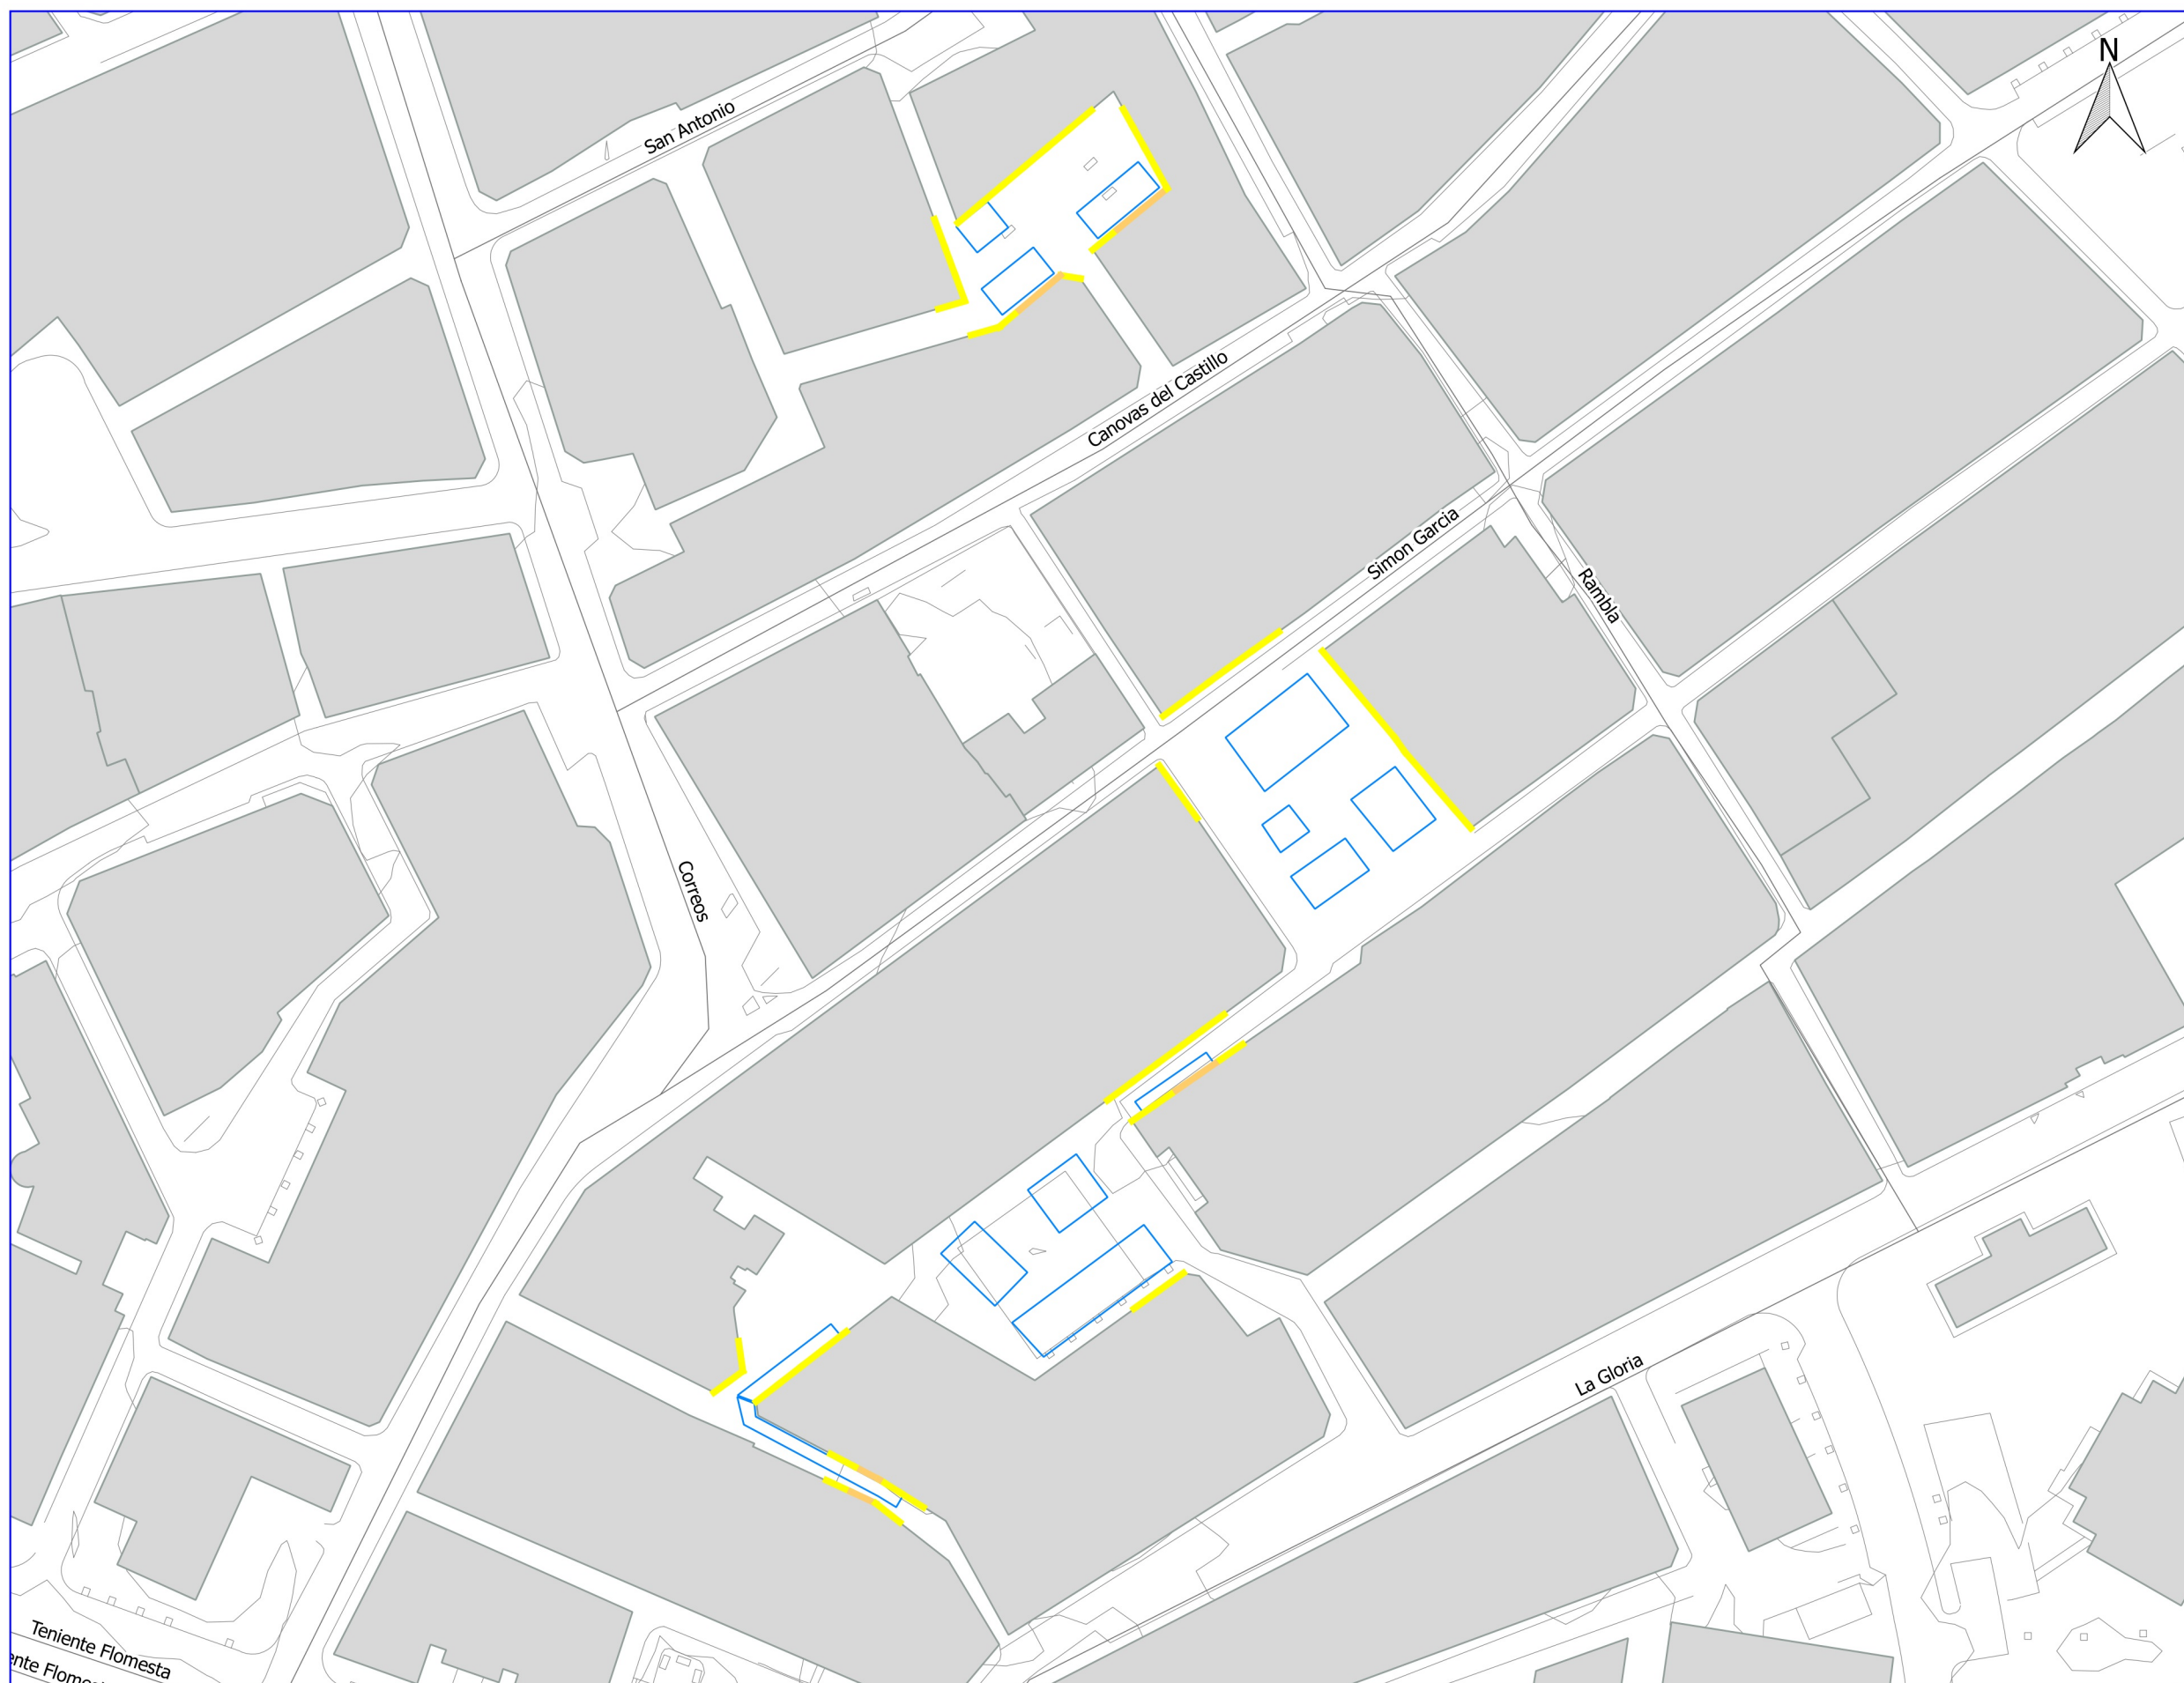 N
San Antonio
Canovas del Castillo
Simon Garcia
Rambla
Correos
La Gloria
Teniente Flomesta